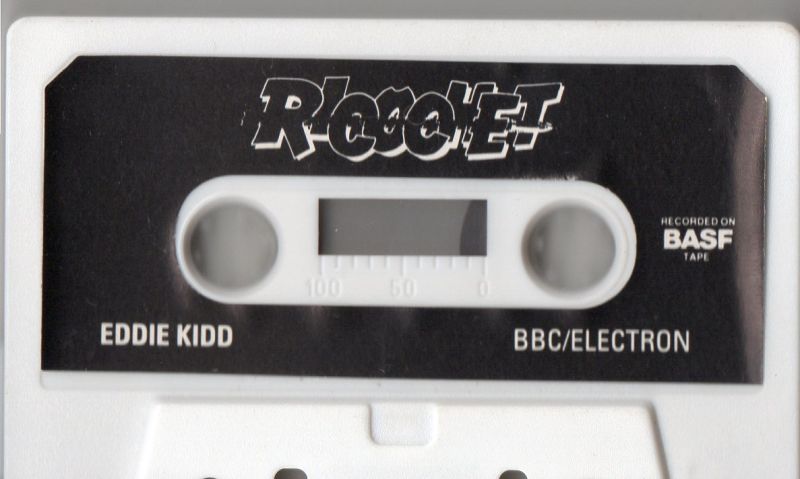 RICOCHET
RECORDED ON
BASF
TAPE
100 50 0
EDDIE KIDD
BBC/ELECTRON